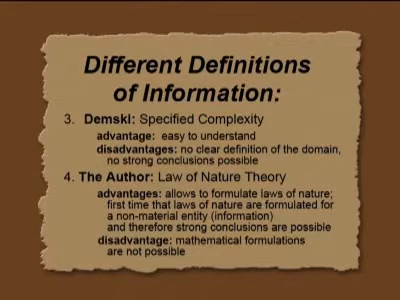 Different Definitions
of Information:
3. Demski: Specified Complexity
advantage: easy to understand
disadvantages: no clear definition of the domain,
no strong conclusions possible
4. The Author: Law of Nature Theory
advantages: allows to formulate laws of nature;
first time that laws of nature are formulated for
a non-material entity (information)
and therefore strong conclusions are possible
disadvantage: mathematical formulations
are not possible